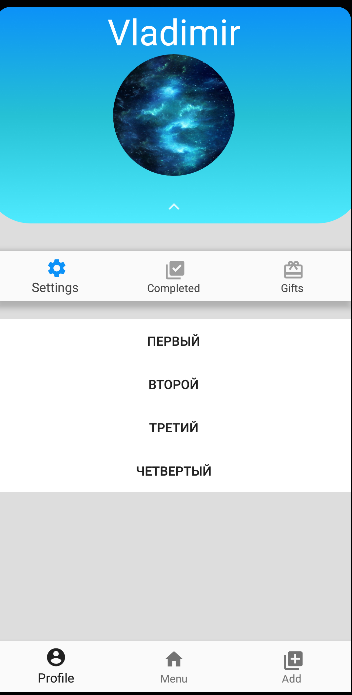 Vladimir
Settings Completed Gifts
ПЕРВЫЙ
ВТОРОЙ
ТРЕТИЙ
ЧЕТВЕРТЫЙ
Profile Menu Add